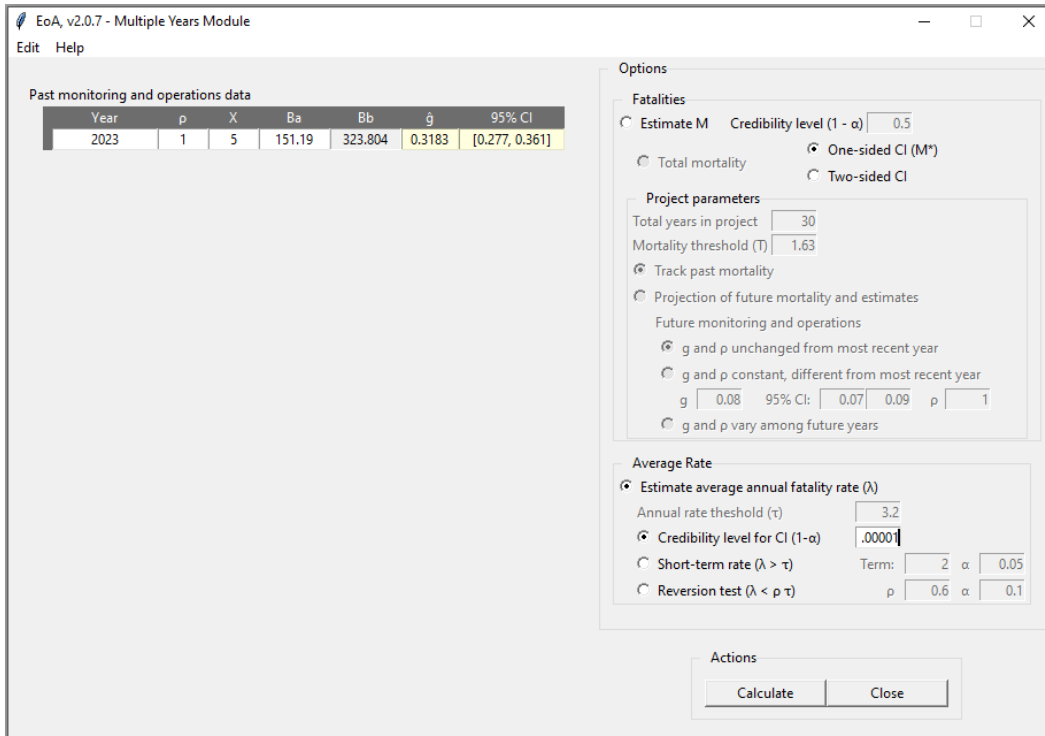 EoA, v2.0.7 - Multiple Years Module
Edit Help
Past monitoring and operations data
Year ρ X Ba Bb ĝ 95% CI
2023 1 5 151.19 323.804 0.3183 [0.277, 0.361]
Options
Fatalities
Estimate M Credibility level (1 - α) 0.5
One-sided CI (M*)
Total mortality
Two-sided CI
Project parameters
Total years in project 30
Mortality threshold (T) 1.63
Track past mortality
Projection of future mortality and estimates
Future monitoring and operations
g and ρ unchanged from most recent year
g and ρ constant, different from most recent year
g 0.08 95% CI: 0.07 0.09 ρ 1
g and ρ vary among future years
Average Rate
Estimate average annual fatality rate (λ)
Annual rate theshold (τ) 3.2
Credibility level for CI (1-α) .00001
Short-term rate (λ > τ) Term: 2 α 0.05
Reversion test (λ < ρ τ) ρ 0.6 α 0.1
Actions
Calculate Close